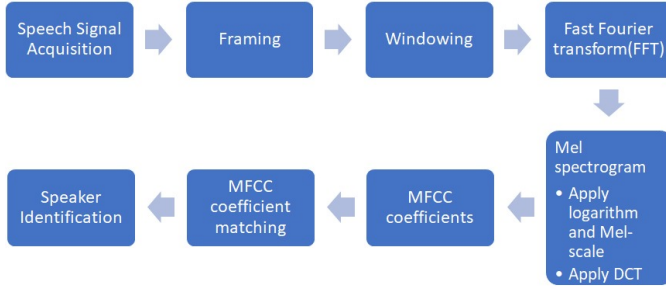 Speech Signal
Acquisition
Framing
Windowing
Fast Fourier
transform(FFT)
Mel
spectrogram
• Apply
logarithm
and Mel-
scale
• Apply DCT
MFCC
coefficients
MFCC
coefficient
matching
Speaker
Identification